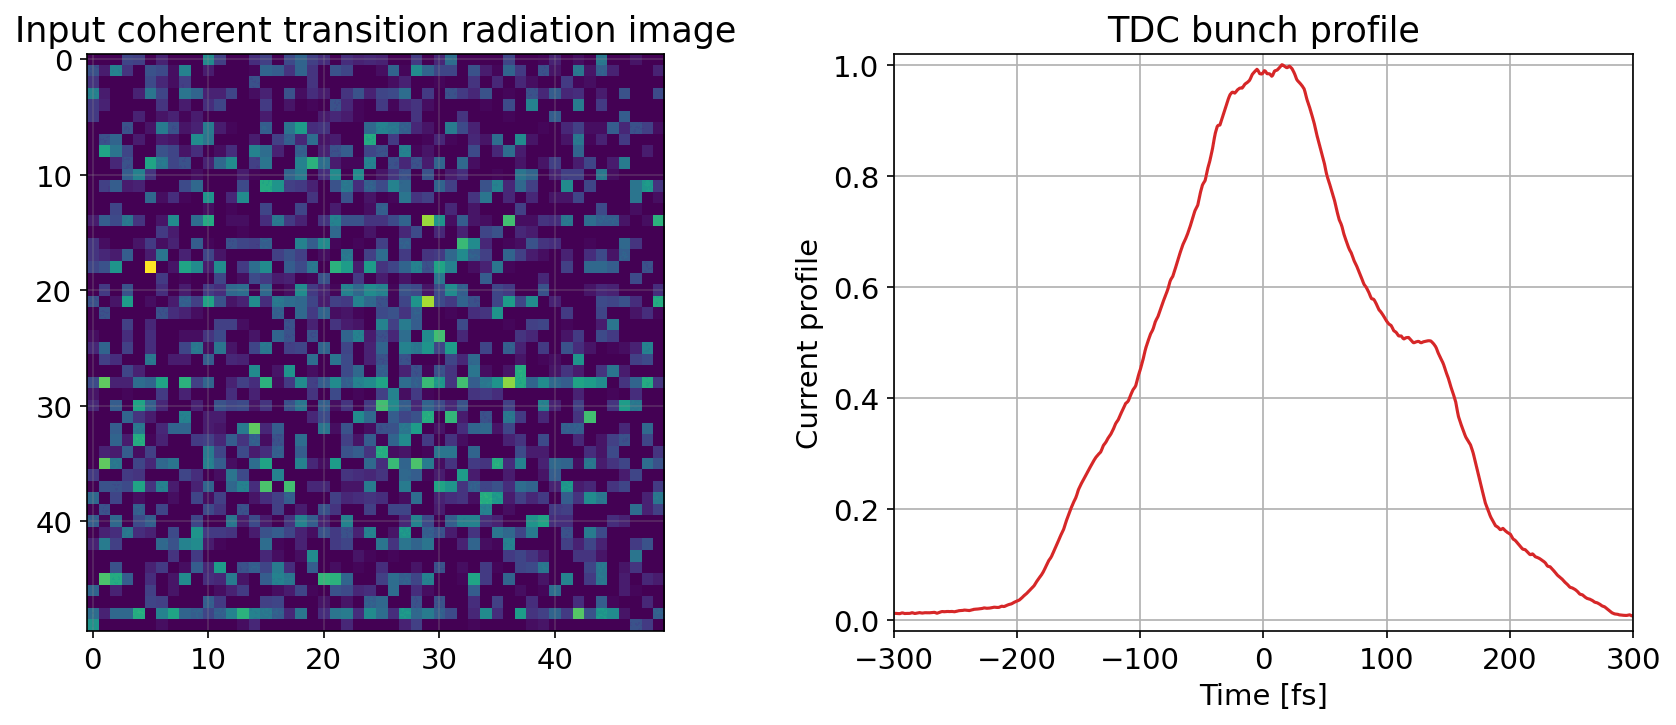 Input coherent transition radiation image
0
10
20
30
40
0 10 20 30 40
TDC bunch profile
Current profile
1.0
0.8
0.6
0.4
0.2
0.0
−300 −200 −100 0 100 200 300
Time [fs]